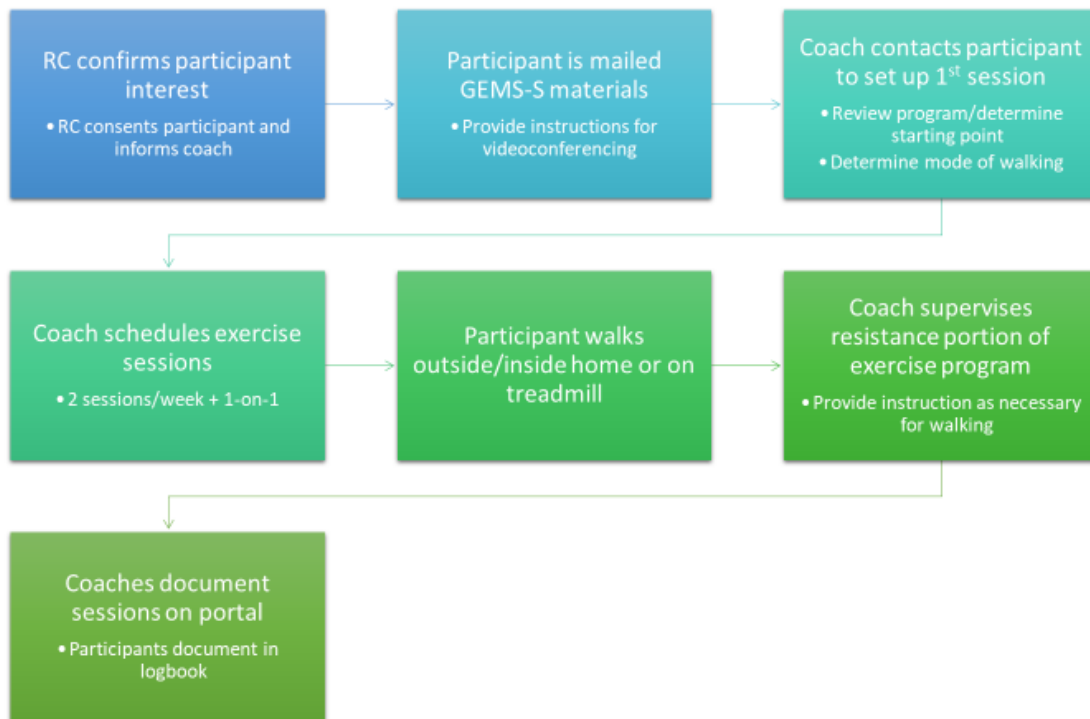 RC confirms participant
interest
• RC consents participant and
informs coach
Participant is mailed
GEMS-S materials
• Provide instructions for
videoconferencing
Coach contacts participant
to set up 1st session
• Review program/determine
starting point
• Determine mode of walking
Coach schedules exercise
sessions
• 2 sessions/week + 1-on-1
Participant walks
outside/inside home or on
treadmill
Coach supervises
resistance portion of
exercise program
• Provide instruction as necessary
for walking
Coaches document
sessions on portal
• Participants document in
logbook